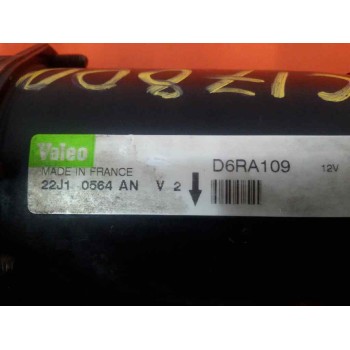 Valeo
MADE IN FRANCE
22J1 0564 AN V 2
D6RA109
12V